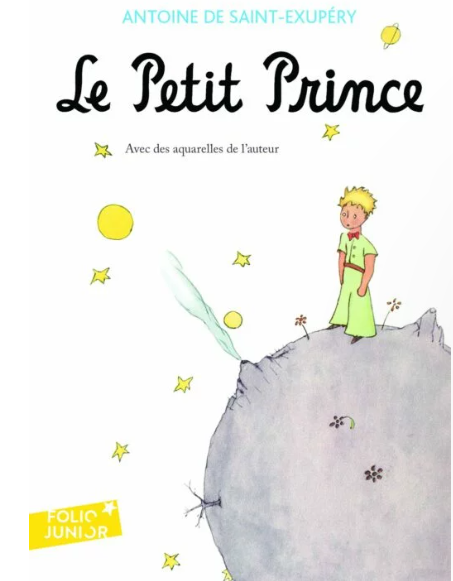 ANTOINE DE SAINT-EXUPÉRY
Le Petit Prince
Avec des aquarelles de l'auteur
FOLIO
JUNIOR